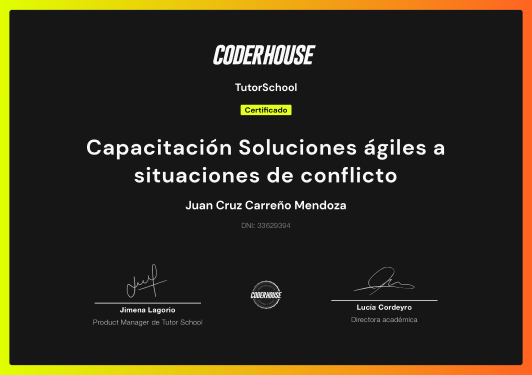 CODERHOUSE
TutorSchool
Certificado
Capacitación Soluciones ágiles a
situaciones de conflicto
Juan Cruz Carreño Mendoza
DNI: 33629394
CODERHOUSE
Jimena Lagorio
Lucía Cordeyro
Product Manager de Tutor School
Directora académica